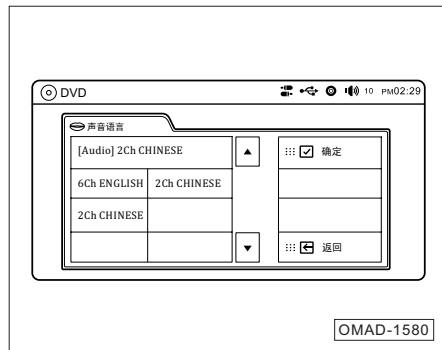 DVD 10 PM02:29
声音语言
[Audio] 2Ch CHINESE
确定
6Ch ENGLISH 2Ch CHINESE
2Ch CHINESE
返回
OMAD-1580